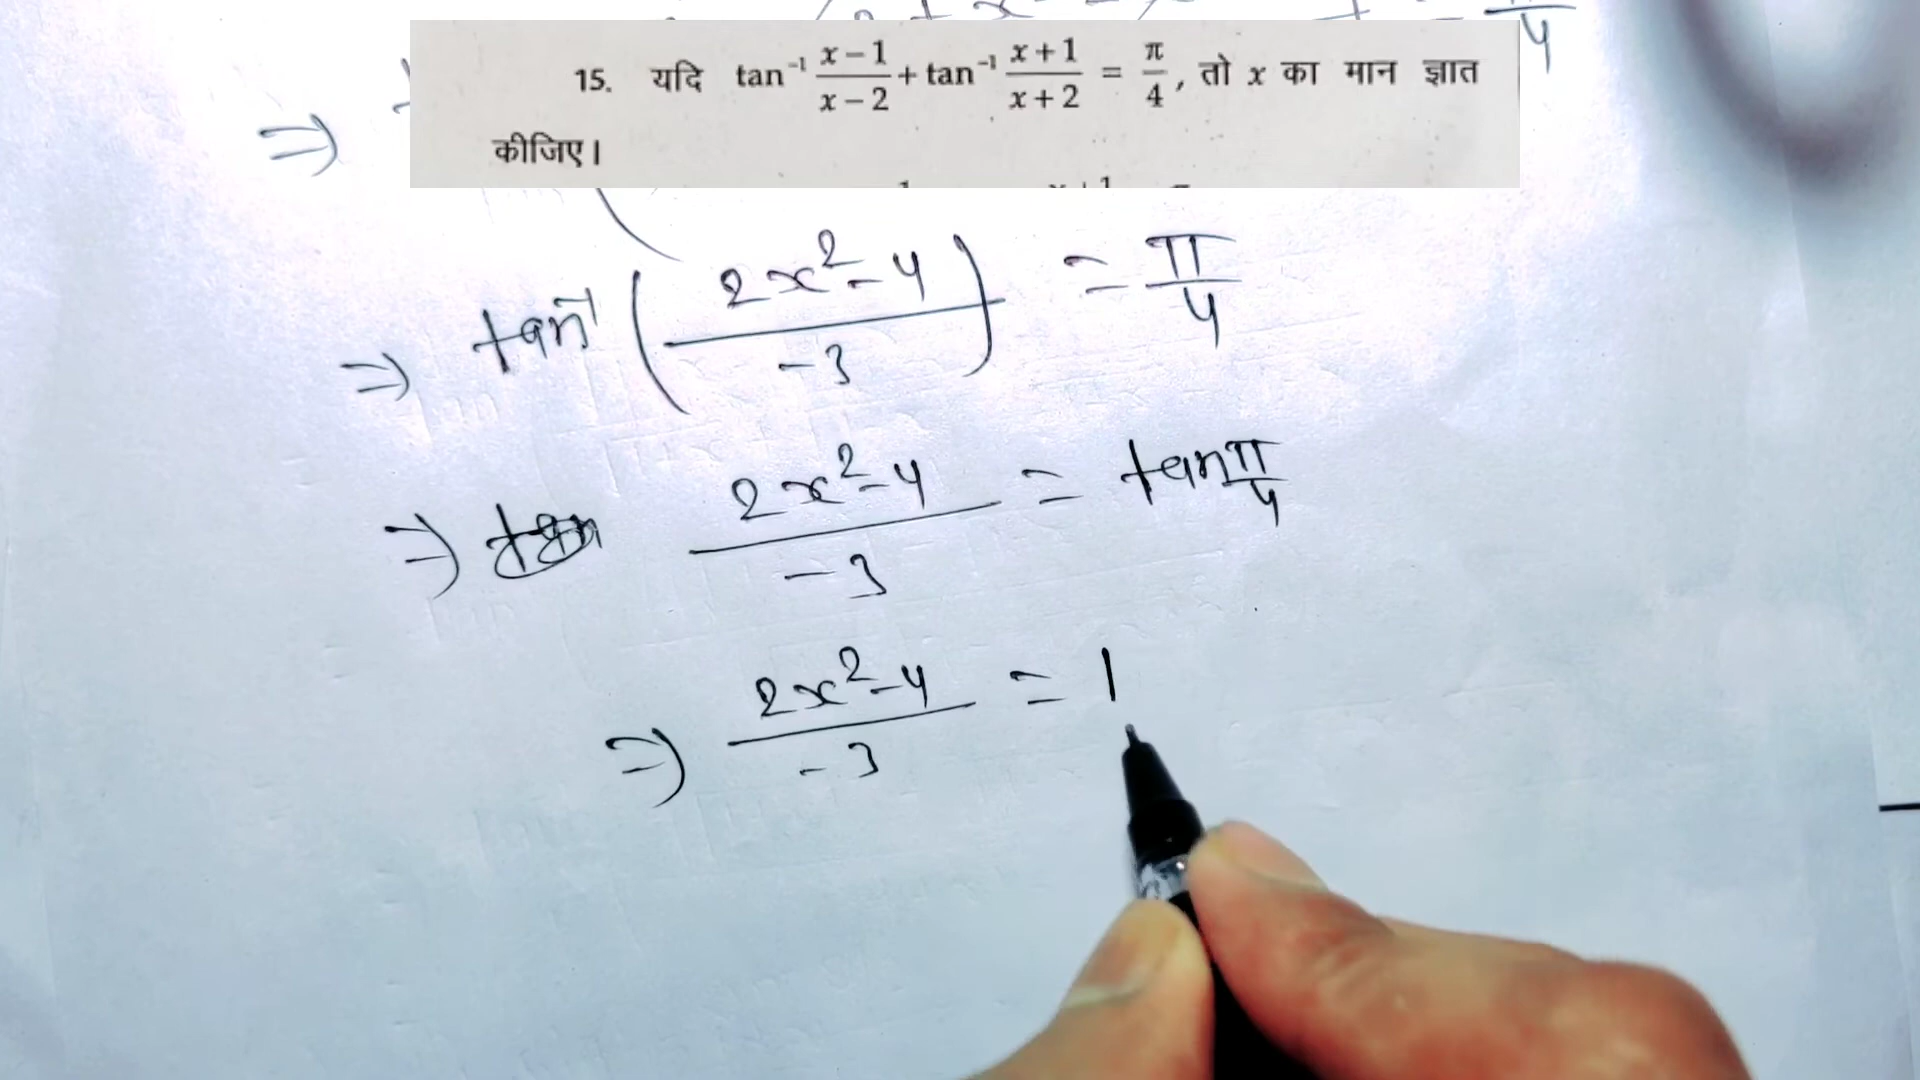 15. यदि tan⁻¹ (x − 1)/(x − 2) + tan⁻¹ (x + 1)/(x + 2) = π/4, तो x का मान ज्ञात
कीजिए।
⇒ tan⁻¹ ((2x² − 4)/(−3)) = π/4
⇒ (2x² − 4)/(−3) = tan π/4
⇒ (2x² − 4)/(−3) = 1